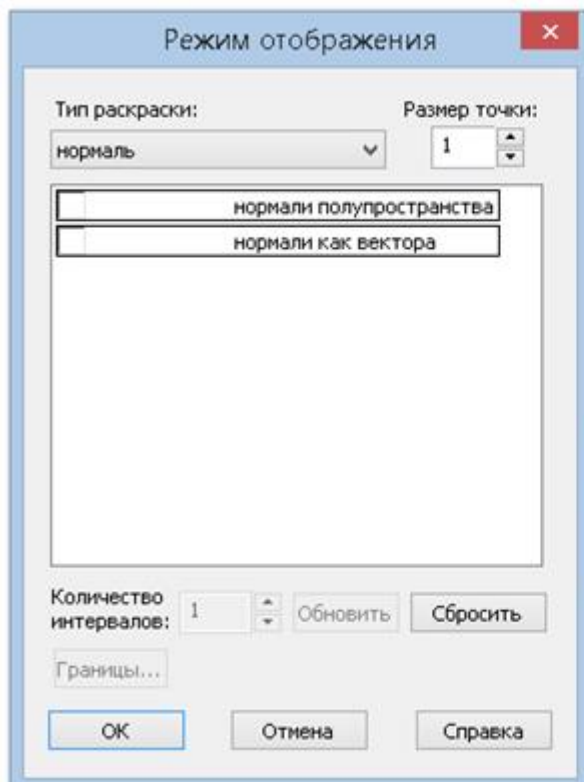 Режим отображения
Тип раскраски: Размер точки:
нормаль 1
нормали полупространства
нормали как вектора
Количество
интервалов: 1 Обновить Сбросить
Границы...
ОК Отмена Справка